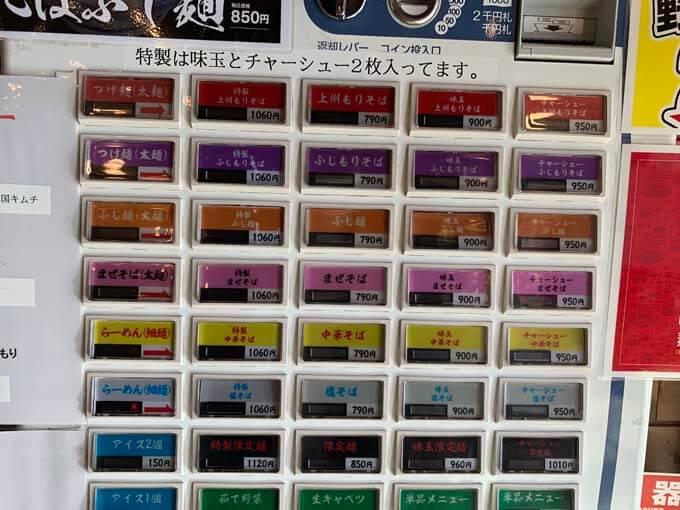 850円
返却レバー コイン投入口
2千円札
千円札
特製は味玉とチャーシュー2枚入ってます。
つけ麺(太麺)
特製
上州もりそば
1060円
上州もりそば
790円
味玉
上州もりそば
900円
チャーシュー
上州もりそば
950円
つけ麺(太麺)
特製
ふじもりそば
1060円
ふじもりそば
790円
味玉
ふじもりそば
900円
チャーシュー
ふじもりそば
950円
国キムチ
ふじ麺(太麺)
特製
ふじ麺
1060円
ふじ麺
790円
味玉
ふじ麺
900円
チャーシュー
ふじ麺
950円
まぜそば(太麺)
特製
まぜそば
1060円
まぜそば
790円
味玉
まぜそば
900円
チャーシュー
まぜそば
950円
らーめん(細麺)
特製
中華そば
1060円
中華そば
790円
味玉
中華そば
900円
チャーシュー
中華そば
950円
もり
らーめん(細麺)
特製
塩そば
1060円
塩そば
790円
味玉
塩そば
900円
チャーシュー
塩そば
950円
アイス2個
150円
特製限定麺
1120円
限定麺
850円
味玉限定麺
960円
チャーシュー
限定麺
1010円
アイス1個
茹で野菜
生キャベツ
単品メニュー
単品メニュー
器